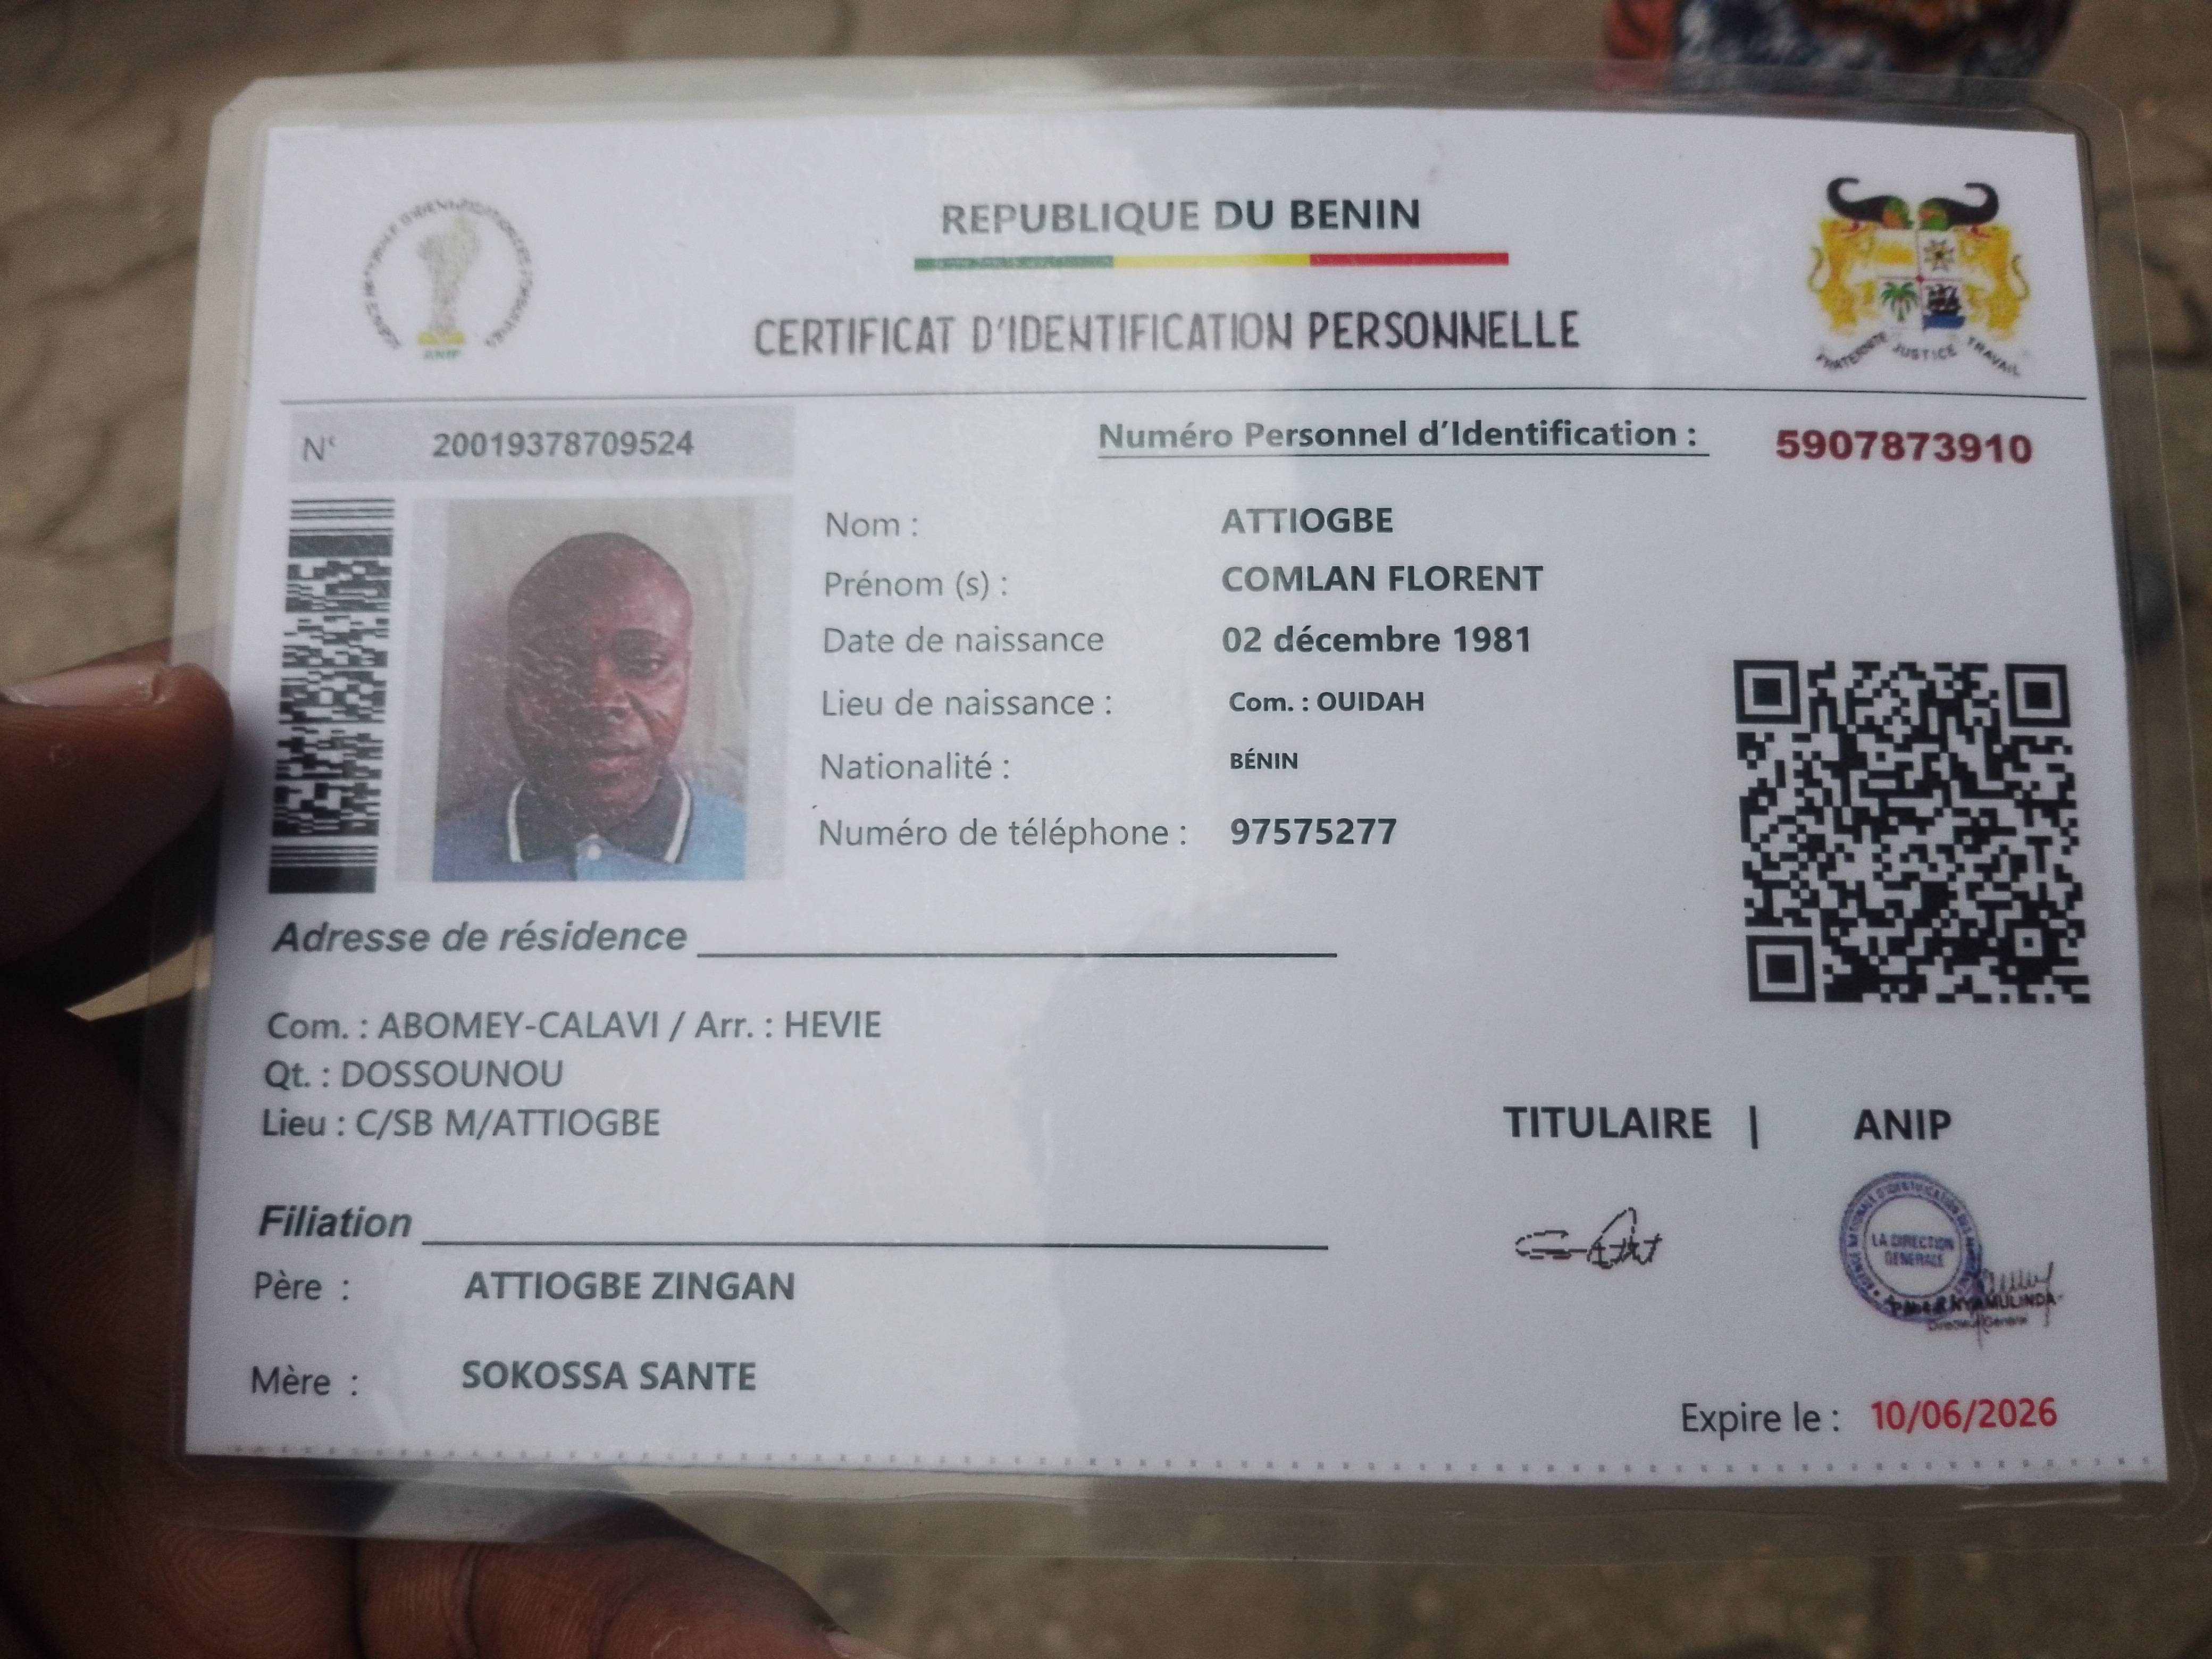 REPUBLIQUE DU BENIN
CERTIFICAT D'IDENTIFICATION PERSONNELLE
ANIP
FRATERNITE JUSTICE TRAVAIL
N° 20019378709524
Numéro Personnel d'Identification : 5907873910
Nom : ATTIOGBE
Prénom (s) : COMLAN FLORENT
Date de naissance 02 décembre 1981
Lieu de naissance : Com. : OUIDAH
Nationalité : BÉNIN
Numéro de téléphone : 97575277
Adresse de résidence
Com. : ABOMEY-CALAVI / Arr. : HEVIE
Qt. : DOSSOUNOU
Lieu : C/SB M/ATTIOGBE
TITULAIRE | ANIP
LA DIRECTION
GENERALE
Directeur Général
Filiation
Père : ATTIOGBE ZINGAN
Mère : SOKOSSA SANTE
Expire le : 10/06/2026